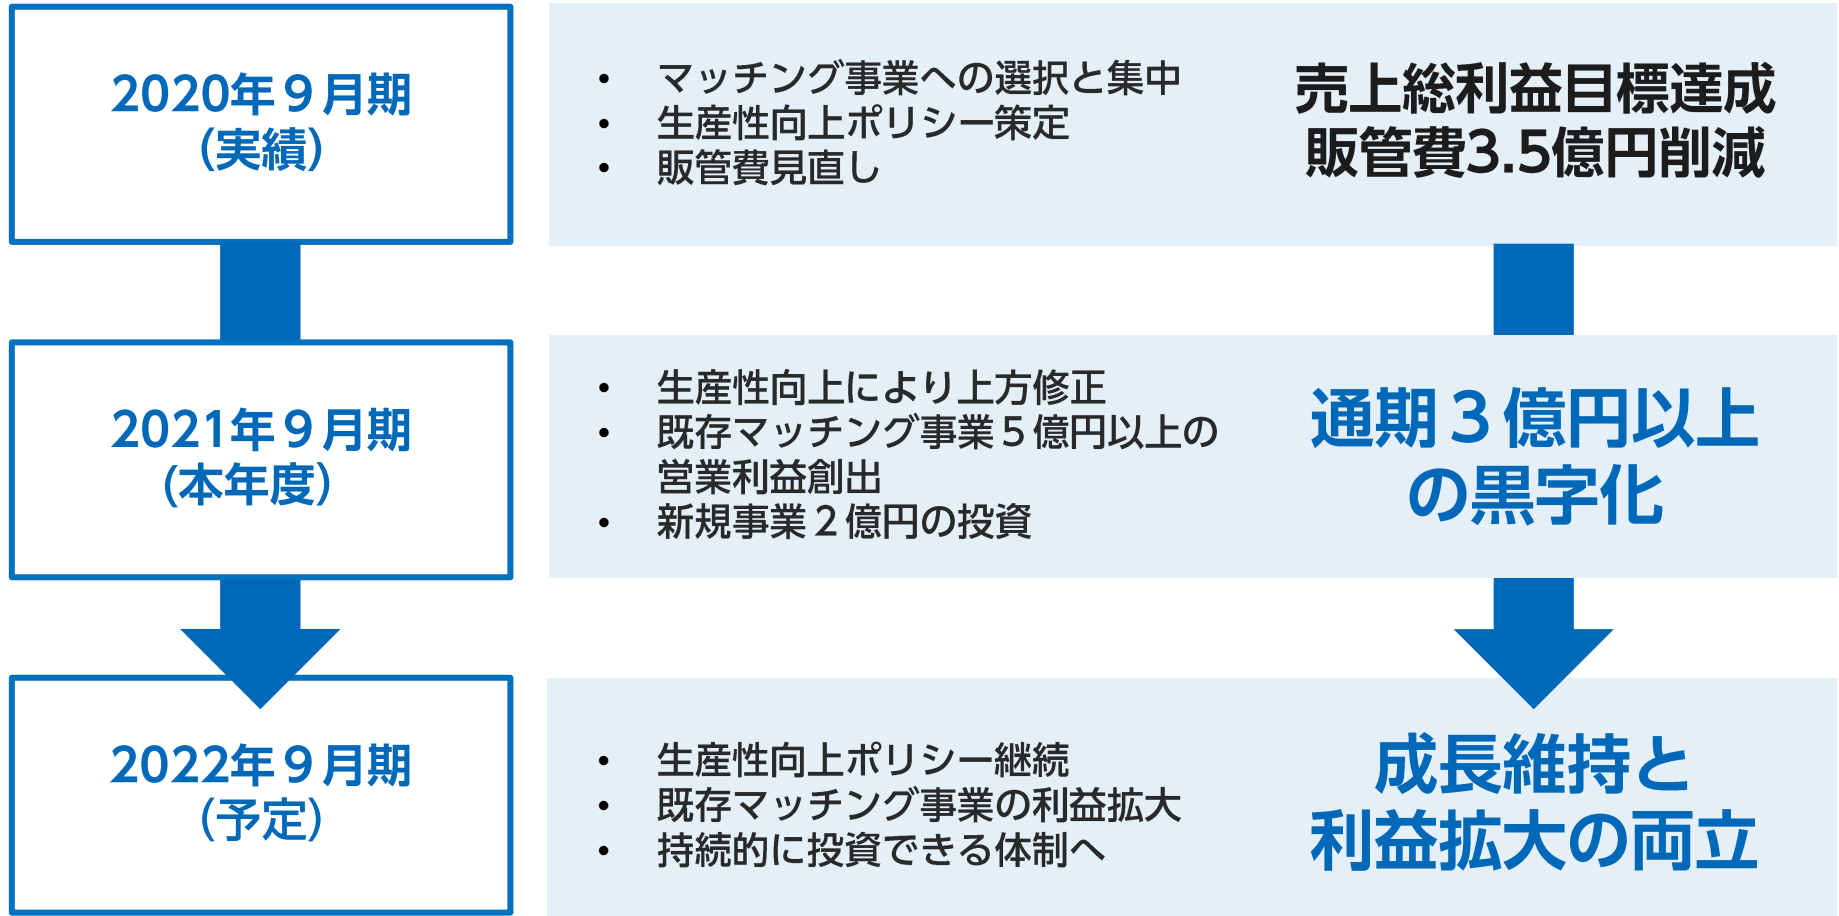 2020年９月期
(実績)
• マッチング事業への選択と集中
• 生産性向上ポリシー策定
• 販管費見直し
売上総利益目標達成
販管費3.5億円削減
2021年９月期
(本年度)
• 生産性向上により上方修正
• 既存マッチング事業５億円以上の
営業利益創出
• 新規事業２億円の投資
通期３億円以上
の黒字化
2022年９月期
(予定)
• 生産性向上ポリシー継続
• 既存マッチング事業の利益拡大
• 持続的に投資できる体制へ
成長維持と
利益拡大の両立